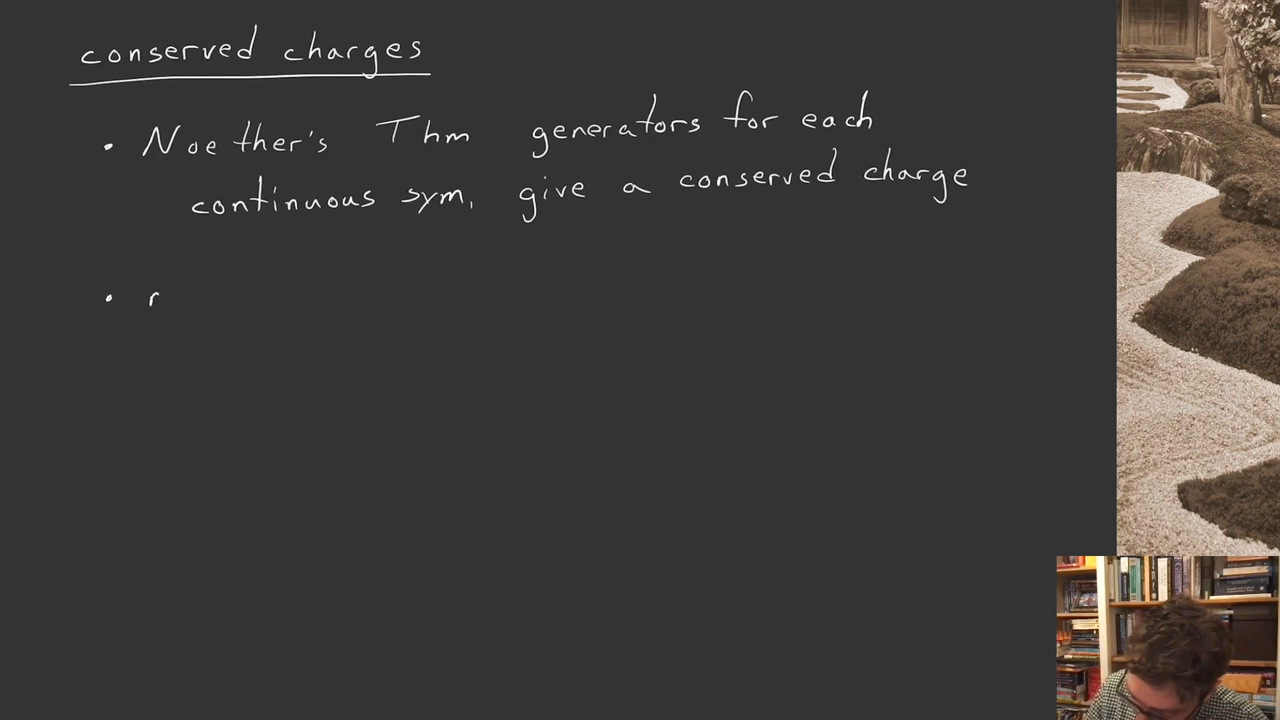 conserved charges
• Noether's Thm generators for each
continuous sym. give a conserved charge
• r